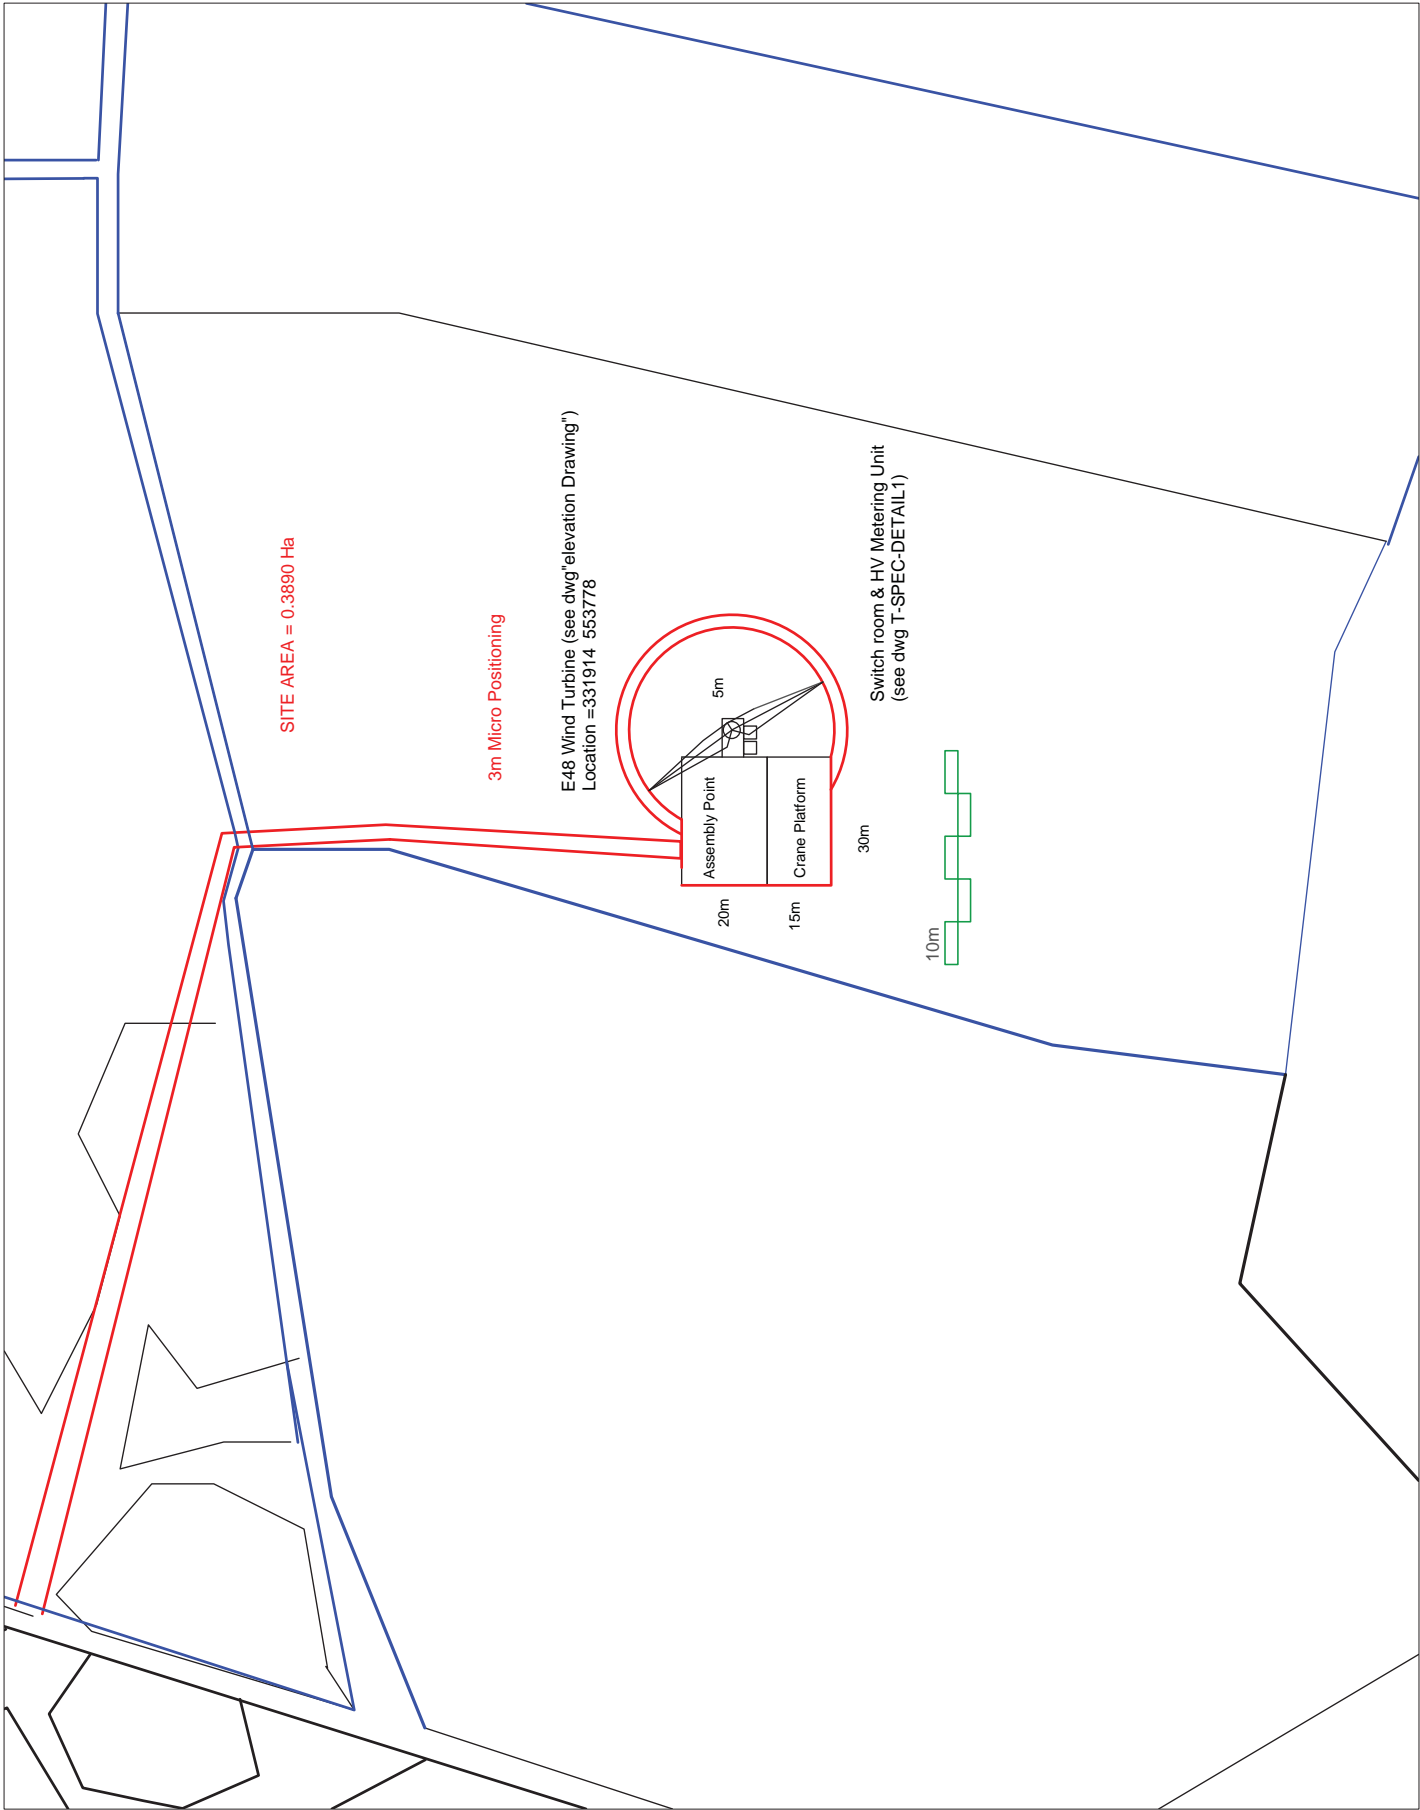 SITE AREA = 0.3890 Ha
3m Micro Positioning
E48 Wind Turbine (see dwg"elevation Drawing")
Location =331914 553778
5m
Assembly Point
Crane Platform
20m
15m
30m
Switch room & HV Metering Unit
(see dwg T-SPEC-DETAIL1)
10m